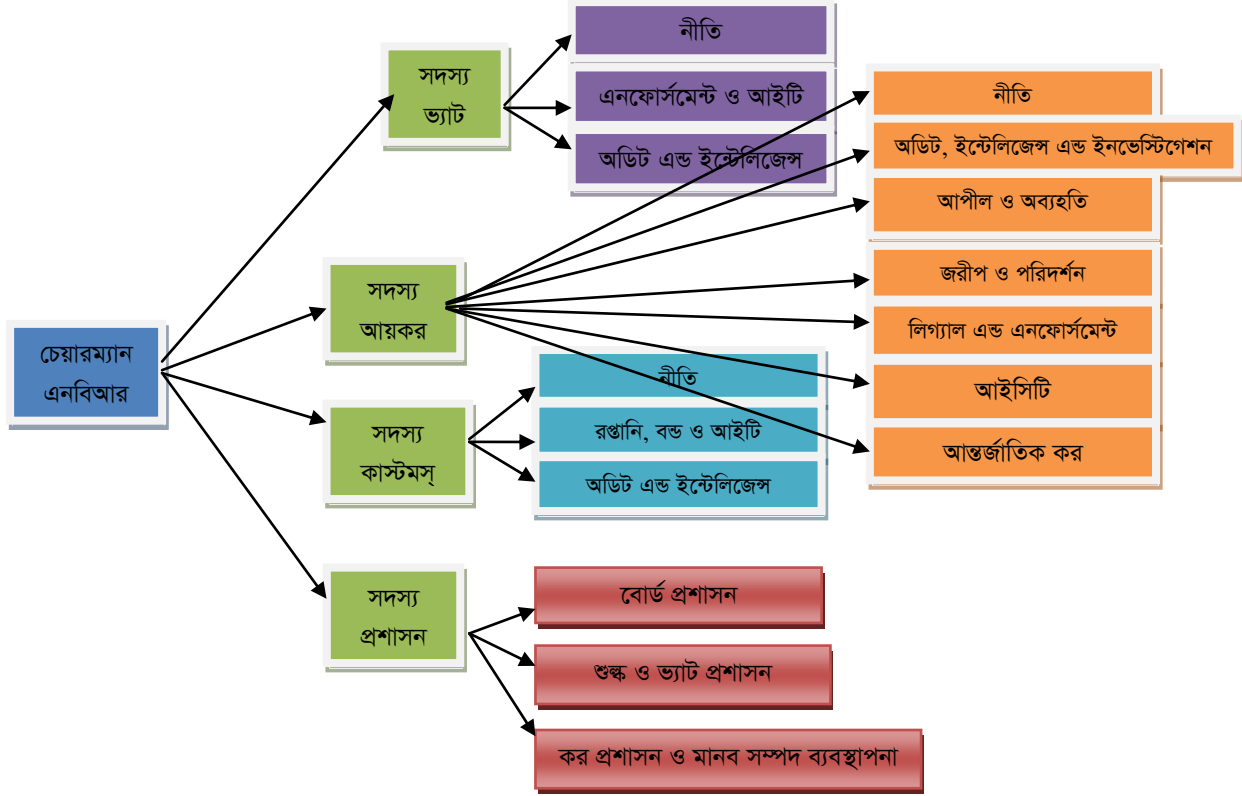 চেয়ারম্যান
এনবিআর
সদস্য
ভ্যাট
নীতি
এনফোর্সমেন্ট ও আইটি
অডিট এন্ড ইন্টেলিজেন্স
সদস্য
আয়কর
নীতি
অডিট, ইন্টেলিজেন্স এন্ড ইনভেস্টিগেশন
আপীল ও অব্যহতি
জরীপ ও পরিদর্শন
লিগ্যাল এন্ড এনফোর্সমেন্ট
আইসিটি
আন্তর্জাতিক কর
সদস্য
কাস্টমস্
নীতি
রপ্তানি, বন্ড ও আইটি
অডিট এন্ড ইন্টেলিজেন্স
সদস্য
প্রশাসন
বোর্ড প্রশাসন
শুল্ক ও ভ্যাট প্রশাসন
কর প্রশাসন ও মানব সম্পদ ব্যবস্থাপনা